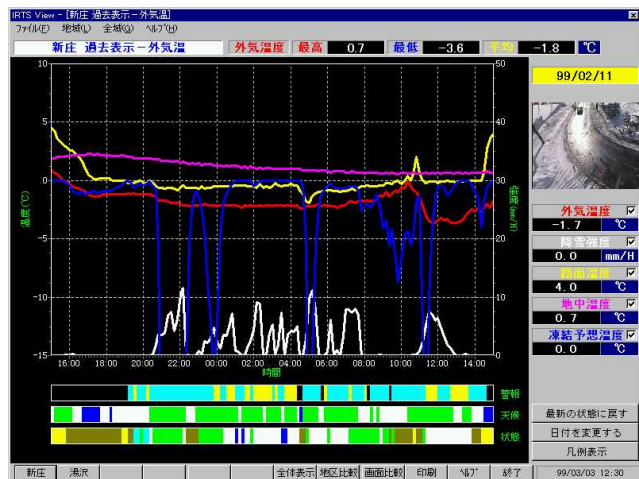 IRTS View - [新庄 過去表示－外気温]
ファイル(F) 地域(L) 全域(G) ヘルプ(H)
新庄 過去表示－外気温 外気温度 最高 0.7 最低 -3.6 平均 -1.8 ℃
10 50
5 40
0 30
-5 20
-10 10
-15 0
温度(℃)
強度(mm/H)
16:00 18:00 20:00 22:00 00:00 02:00 04:00 06:00 08:00 10:00 12:00 14:00
時間
警報
天候
状態
99/02/11
外気温度
-1.7 ℃
降雪強度
0.0 mm/H
路面温度
4.0 ℃
地中温度
0.7 ℃
凍結予想温度
0.0 ℃
最新の状態に戻す
日付を変更する
凡例表示
新庄 湯沢 全体表示 地区比較 画面比較 印刷 ヘルプ 終了 99/03/03 12:30